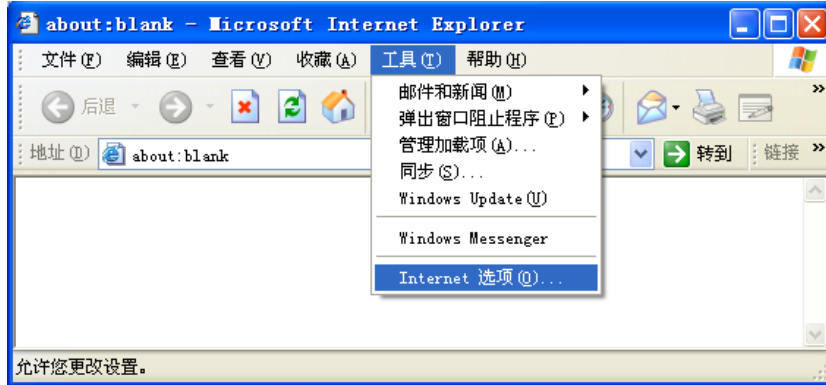 about:blank - Microsoft Internet Explorer
文件(F) 编辑(E) 查看(V) 收藏(A) 工具(T) 帮助(H)
后退
地址(D) about:blank 转到 链接 »
邮件和新闻(M)
弹出窗口阻止程序(P)
管理加载项(A)...
同步(S)...
Windows Update(U)
Windows Messenger
Internet 选项(O)...
允许您更改设置。